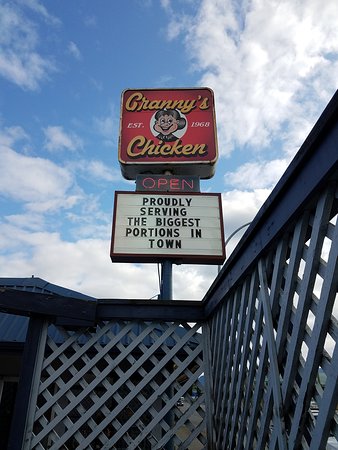 Granny's
EST. 1968
Chicken
OPEN
PROUDLY
SERVING
THE BIGGEST
PORTIONS IN
TOWN